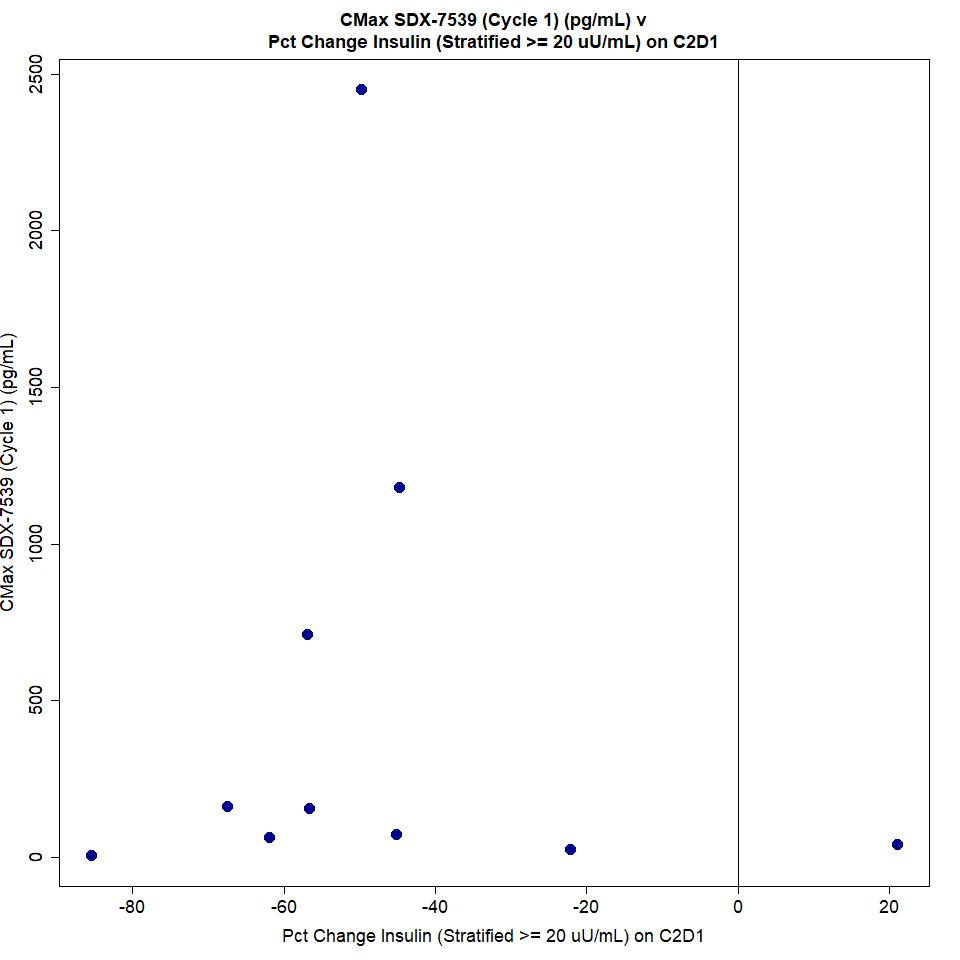 CMax SDX-7539 (Cycle 1) (pg/mL) v
Pct Change Insulin (Stratified >= 20 uU/mL) on C2D1
CMax SDX-7539 (Cycle 1) (pg/mL)
2500
2000
1500
1000
500
0
-80 -60 -40 -20 0 20
Pct Change Insulin (Stratified >= 20 uU/mL) on C2D1